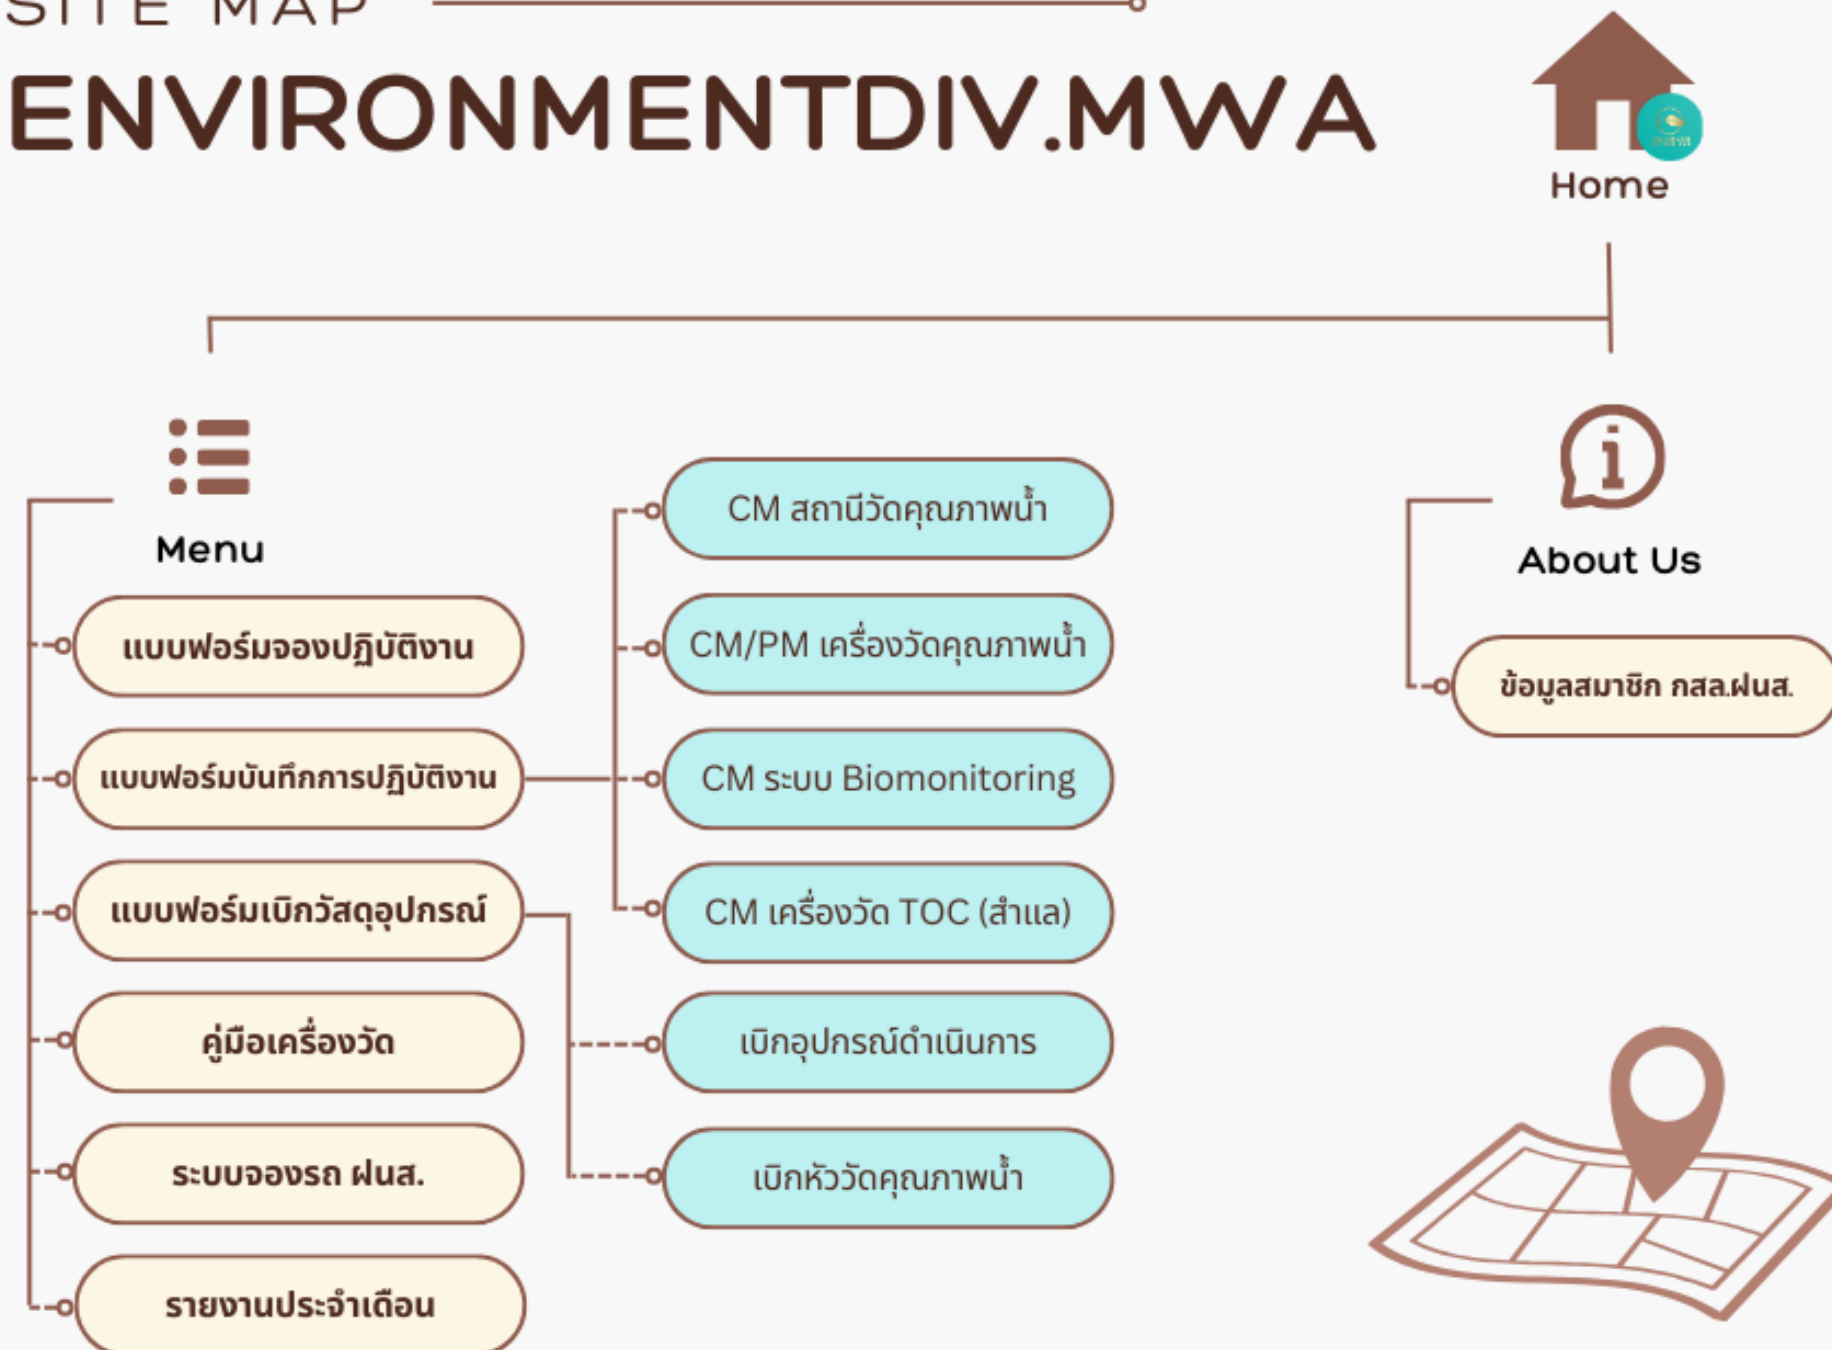 SITE MAP
ENVIRONMENTDIV.MWA
Home
Menu
แบบฟอร์มจองปฏิบัติงาน
แบบฟอร์มบันทึกการปฏิบัติงาน
แบบฟอร์มเบิกวัสดุอุปกรณ์
คู่มือเครื่องวัด
ระบบจองรถ ฝนส.
รายงานประจำเดือน
CM สถานีวัดคุณภาพน้ำ
CM/PM เครื่องวัดคุณภาพน้ำ
CM ระบบ Biomonitoring
CM เครื่องวัด TOC (สำแล)
เบิกอุปกรณ์ดำเนินการ
เบิกหัววัดคุณภาพน้ำ
About Us
ข้อมูลสมาชิก กสล.ฝนส.